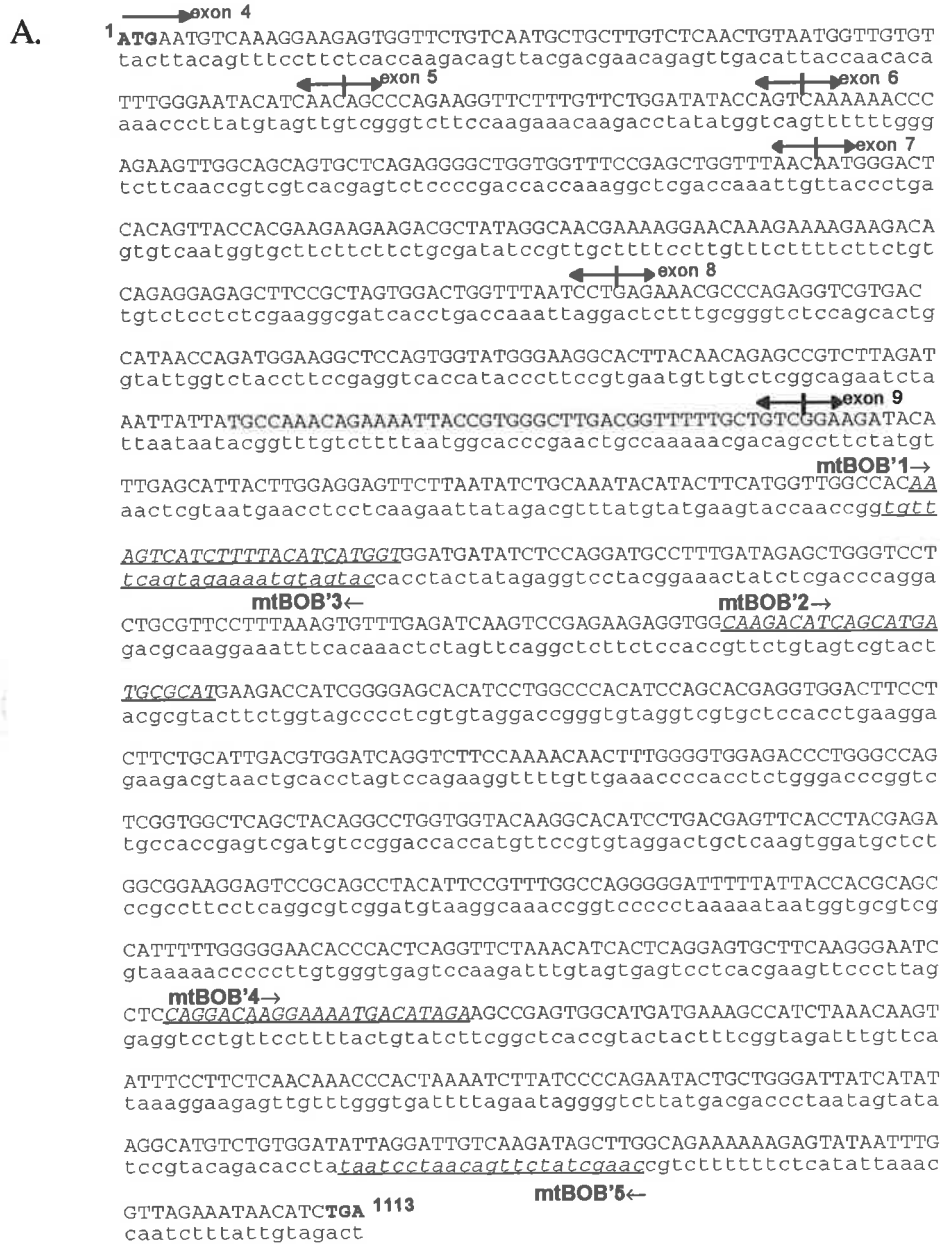 A.
exon 4
1ATGAATGTCAAAGGAAGAGTGGTTCTGTCAATGCTGCTTGTCTCAACTGTAATGGTTGTGT
tacttacagtttccttctcaccaagacagttacgacgaacagagttgacattaccaacaca
exon 5 exon 6
TTTGGGAATACATCAACAGCCCAGAAGGTTCTTTGTTCTGGATATACCAGTCAAAAAACCC
aaacccttatgtagttgtcgggtcttccaagaaacaagacctatatggtcagttttttggg
exon 7
AGAAGTTGGCAGCAGTGCTCAGAGGGGCTGGTGGTTTCCGAGCTGGTTTAACAATGGGACT
tcttcaaccgtcgtcacgagtctccccgaccaccaaaggctcgaccaaattgttaccctga
CACAGTTACCACGAAGAAGAAGACGCTATAGGCAACGAAAAGGAACAAAGAAAAGAAGACA
gtgtcaatggtgcttcttcttctgcgatatccgttgcttttccttgtttcttttcttctgt
exon 8
CAGAGGAGAGCTTCCGCTAGTGGACTGGTTTAATCCTGAGAAACGCCCAGAGGTCGTGAC
tgtctcctctcgaaggcgatcacctgaccaaattaggactctttgcgggtctccagcactg
CATAACCAGATGGAAGGCTCCAGTGGTATGGGAAGGCACTTACAACAGAGCCGTCTTAGAT
gtattggtctaccttccgaggtcaccatacccttccgtgaatgttgtctcggcagaatcta
exon 9
AATTATTATGCCAAACAGAAAATTACCGTGGGCTTGACGGTTTTTGCTGTCGGAAGATACA
ttaataatacggtttgtcttttaatggcacccgaactgccaaaaacgacagccttctatgt
mtBOB'1→
TTGAGCATTACTTGGAGGAGTTCTTAATATCTGCAAATACATACTTCATGGTTGGCCACAA
aactcgtaatgaacctcctcaagaattatagacgtttatgtatgaagtaccaaccggtgtt
AGTCATCTTTTACATCATGGTGGATGATATCTCCAGGATGCCTTTGATAGAGCTGGGTCCT
tcagtagaaaatgtagtaccacctactatagaggtcctacggaaactatctcgacccagga
mtBOB'3← mtBOB'2→
CTGCGTTCCTTTAAAGTGTTTGAGATCAAGTCCGAGAAGAGGTGGCAAGACATCAGCATGA
gacgcaaggaaatttcacaaactctagttcaggctcttctccaccgttctgtagtcgtact
TGCGCATGAAGACCATCGGGGAGCACATCCTGGCCCACATCCAGCACGAGGTGGACTTCCT
acgcgtacttctggtagcccctcgtgtaggaccgggtgtaggtcgtgctccacctgaagga
CTTCTGCATTGACGTGGATCAGGTCTTCCAAAACAACTTTGGGGTGGAGACCCTGGGCCAG
gaagacgtaactgcacctagtccagaaggttttgttgaaaccccacctctgggacccggtc
TCGGTGGCTCAGCTACAGGCCTGGTGGTACAAGGCACATCCTGACGAGTTCACCTACGAGA
tgccaccgagtcgatgtccggaccaccatgttccgtgtaggactgctcaagtggatgctct
GGCGGAAGGAGTCCGCAGCCTACATTCCGTTTGGCCAGGGGGATTTTTATTACCACGCAGC
ccgccttcctcaggcgtcggatgtaaggcaaaccggtccccctaaaaataatggtgcgtcg
CATTTTTGGGGGAACACCCACTCAGGTTCTAAACATCACTCAGGAGTGCTTCAAGGGAATC
gtaaaaacccccttgtgggtgagtccaagatttgtagtgagtcctcacgaagttcccttag
mtBOB'4→
CTCCAGGACAAGGAAAATGACATAGAAGCCGAGTGGCATGATGAAAGCCATCTAAACAAGT
gaggtcctgttccttttactgtatcttcggctcaccgtactactttcggtagatttgttca
ATTTCCTTCTCAACAAACCCACTAAAATCTTATCCCCAGAATACTGCTGGGATTATCATAT
taaaggaagagttgtttgggtgattttagaataggggtcttatgacgaccctaatagtata
AGGCATGTCTGTGGATATTAGGATTGTCAAGATAGCTTGGCAGAAAAAAGAGTATAATTTG
tccgtacagacacctataatcctaacagttctatcgaaccgtcttttttctcatattaaac
mtBOB'5←
GTTAGAAATAACATCTGA 1113
caatctttattgtagact